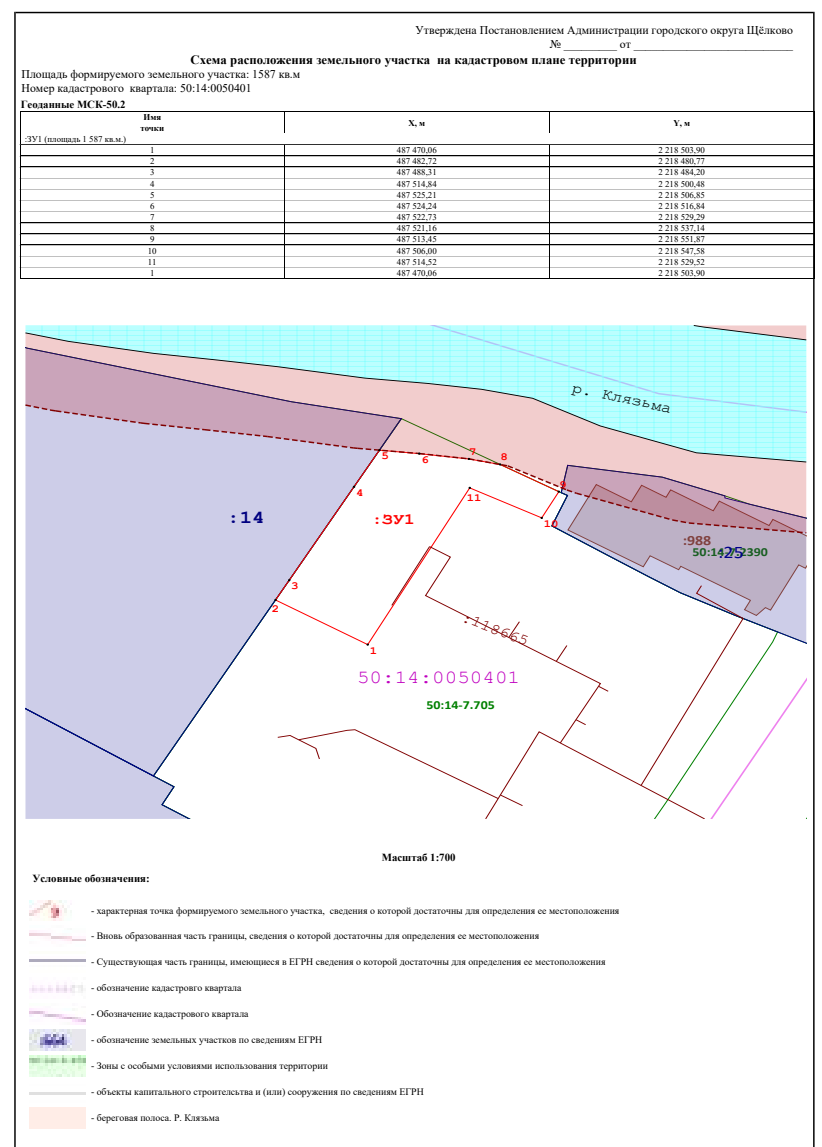 Утверждена Постановлением Администрации городского округа Щёлково
№ _________ от ___________________________
Схема расположения земельного участка на кадастровом плане территории
Площадь формируемого земельного участка: 1587 кв.м
Номер кадастрового квартала: 50:14:0050401
Геоданные МСК-50.2
Имя точки X, м Y, м
:ЗУ1 (площадь 1 587 кв.м.)
1 487 470,06 2 218 503,90
2 487 482,72 2 218 480,77
3 487 488,31 2 218 484,20
4 487 514,84 2 218 500,48
5 487 525,21 2 218 506,85
6 487 524,24 2 218 516,84
7 487 522,73 2 218 529,29
8 487 521,16 2 218 537,14
9 487 513,45 2 218 551,87
10 487 506,00 2 218 547,58
11 487 514,52 2 218 529,52
1 487 470,06 2 218 503,90
р. Клязьма
5
6
7
8
9
4
11
10
:14
:ЗУ1
:988
50:14-7.2390
:25
3
2
1
:118665
50:14:0050401
50:14-7.705
Масштаб 1:700
Условные обозначения:
- характерная точка формируемого земельного участка, сведения о которой достаточны для определения ее местоположения
- Вновь образованная часть границы, сведения о которой достаточны для определения ее местоположения
- Существующая часть границы, имеющиеся в ЕГРН сведения о которой достаточны для определения ее местоположения
- обозначение кадастрвго квартала
- Обозначение кадастрового квартала
- обозначение земельных участков по сведениям ЕГРН
- Зоны с особыми условиями использования территории
- объекты капитального строителсьтва и (или) сооружения по сведениям ЕГРН
- береговая полоса. Р. Клязьма